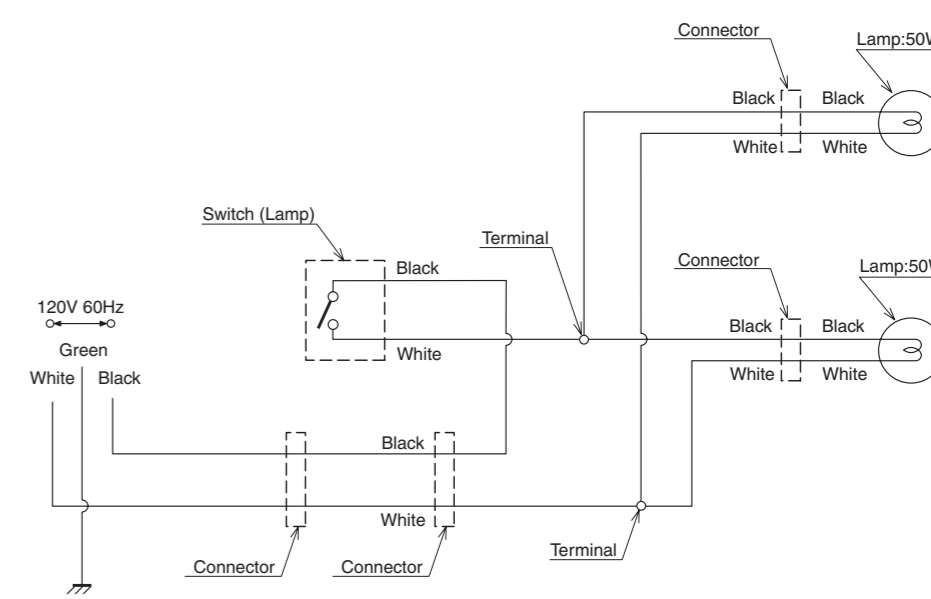 Connector
Lamp:50W
Black
Black
White
White
Switch (Lamp)
Terminal
Connector
Lamp:50W
Black
120V 60Hz
Black
Black
Green
White
White
Black
White
White
Black
White
Connector
Connector
Terminal